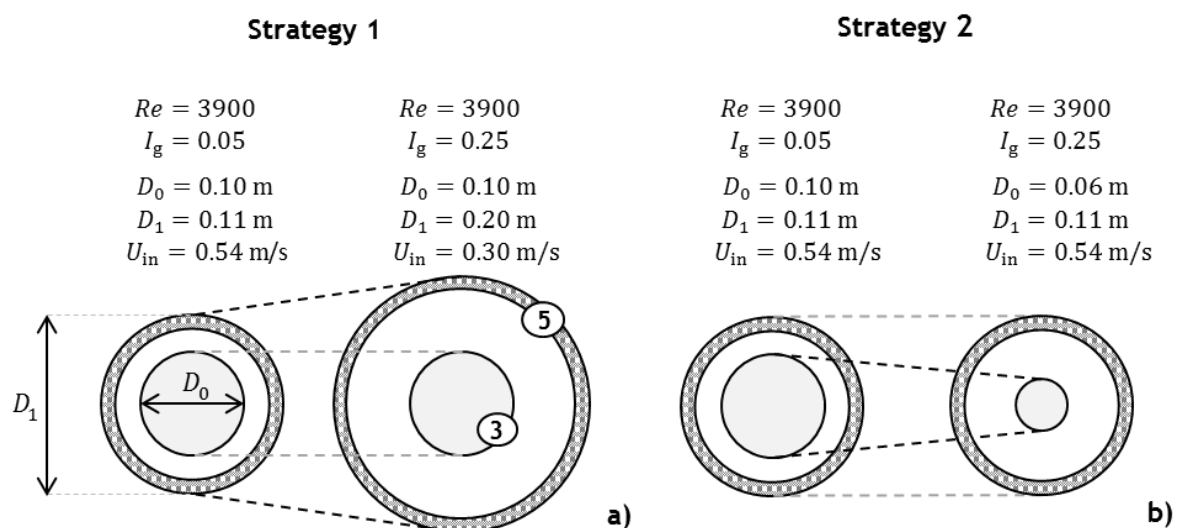 Strategy 1
Re = 3900
I_g = 0.05
D_0 = 0.10 m
D_1 = 0.11 m
U_in = 0.54 m/s
Re = 3900
I_g = 0.25
D_0 = 0.10 m
D_1 = 0.20 m
U_in = 0.30 m/s
D_1
D_0
5
3
a)
Strategy 2
Re = 3900
I_g = 0.05
D_0 = 0.10 m
D_1 = 0.11 m
U_in = 0.54 m/s
Re = 3900
I_g = 0.25
D_0 = 0.06 m
D_1 = 0.11 m
U_in = 0.54 m/s
b)